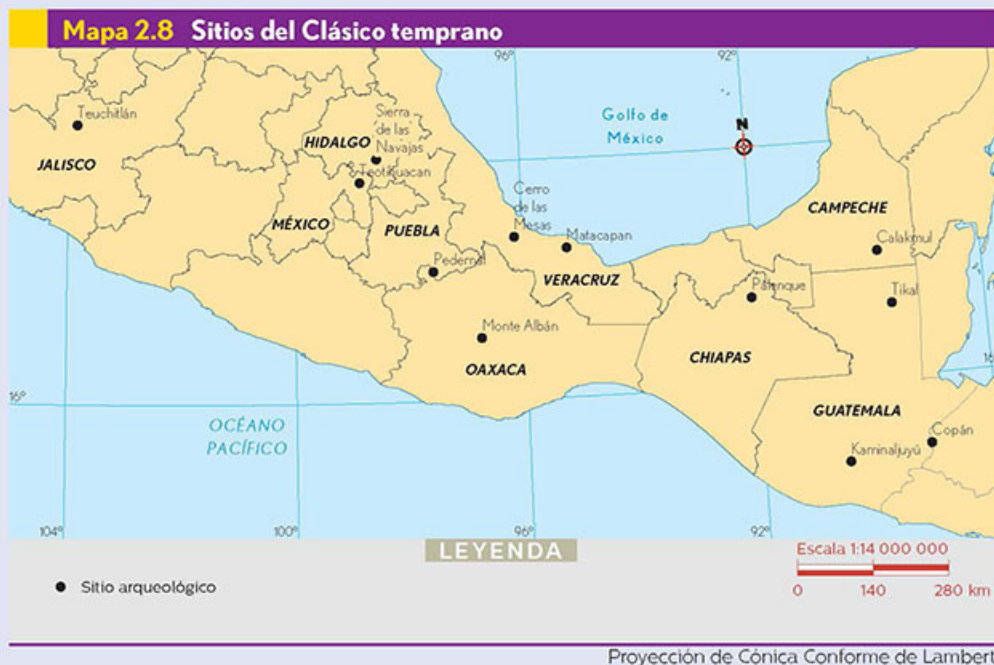 Mapa 2.8 Sitios del Clásico temprano
96°
92°
Teuchitlán
Sierra
de las
Navajas
HIDALGO
Golfo de
México
N
JALISCO
Teotihuacan
Cerro
de las
Mesas
CAMPECHE
MÉXICO
PUEBLA
Matacapan
Calakmul
Pedernal
VERACRUZ
Palenque
Tikal
Monte Albán
OAXACA
CHIAPAS
16
16°
OCÉANO
PACÍFICO
GUATEMALA
Copán
Kaminaljuyú
104°
100°
96°
92°
LEYENDA
Sitio arqueológico
Escala 1:14 000 000
0 140 280 km
Proyección de Cónica Conforme de Lambert